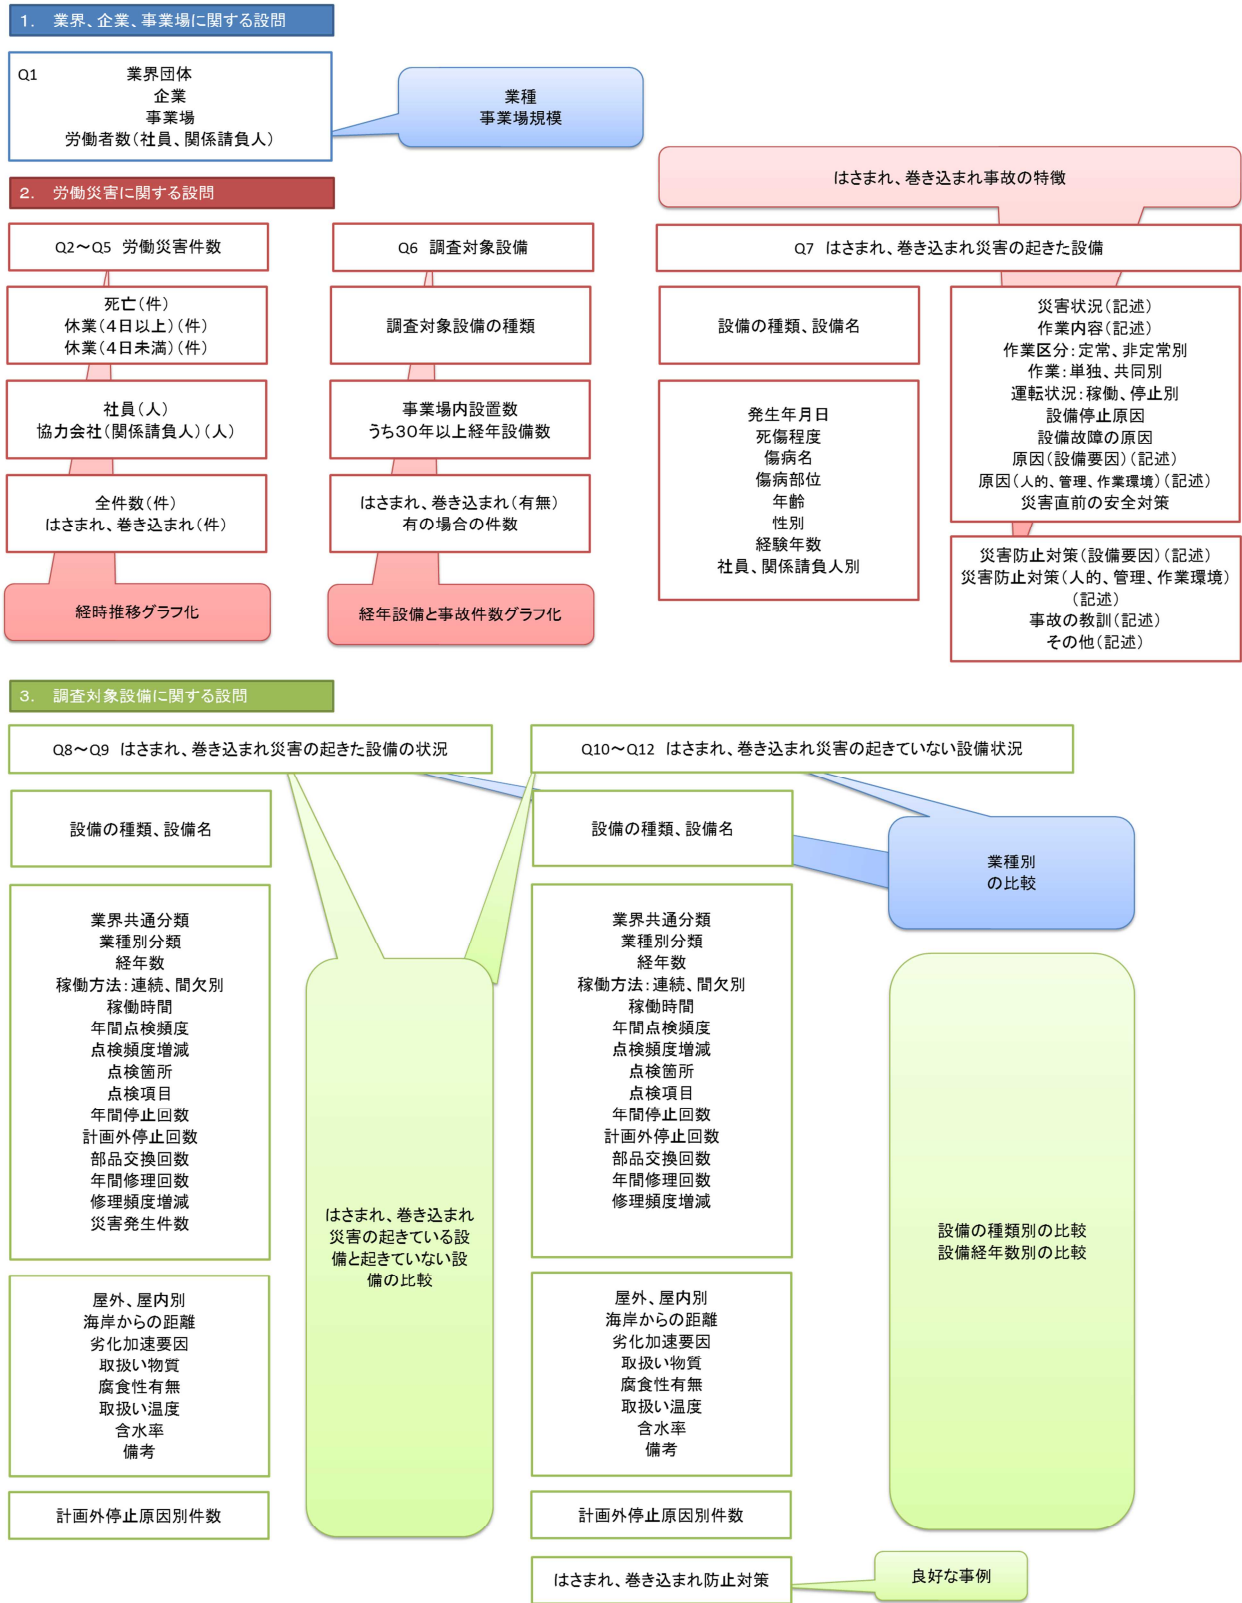 1. 業界、企業、事業場に関する設問
Q1 業界団体
企業
事業場
労働者数(社員、関係請負人)
業種
事業場規模
2. 労働災害に関する設問
はさまれ、巻き込まれ事故の特徴
Q2～Q5 労働災害件数
死亡(件)
休業(4日以上)(件)
休業(4日未満)(件)
社員(人)
協力会社(関係請負人)(人)
全件数(件)
はさまれ、巻き込まれ(件)
経時推移グラフ化
Q6 調査対象設備
調査対象設備の種類
事業場内設置数
うち30年以上経年設備数
はさまれ、巻き込まれ(有無)
有の場合の件数
経年設備と事故件数グラフ化
Q7 はさまれ、巻き込まれ災害の起きた設備
設備の種類、設備名
発生年月日
死傷程度
傷病名
傷病部位
年齢
性別
経験年数
社員、関係請負人別
災害状況(記述)
作業内容(記述)
作業区分:定常、非定常別
作業:単独、共同別
運転状況:稼働、停止別
設備停止原因
設備故障の原因
原因(設備要因)(記述)
原因(人的、管理、作業環境)(記述)
災害直前の安全対策
災害防止対策(設備要因)(記述)
災害防止対策(人的、管理、作業環境)
(記述)
事故の教訓(記述)
その他(記述)
3. 調査対象設備に関する設問
Q8～Q9 はさまれ、巻き込まれ災害の起きた設備の状況
設備の種類、設備名
業界共通分類
業種別分類
経年数
稼働方法:連続、間欠別
稼働時間
年間点検頻度
点検頻度増減
点検箇所
点検項目
年間停止回数
計画外停止回数
部品交換回数
年間修理回数
修理頻度増減
災害発生件数
屋外、屋内別
海岸からの距離
劣化加速要因
取扱い物質
腐食性有無
取扱い温度
含水率
備考
計画外停止原因別件数
はさまれ、巻き込まれ
災害の起きている設
備と起きていない設
備の比較
Q10～Q12 はさまれ、巻き込まれ災害の起きていない設備状況
設備の種類、設備名
業界共通分類
業種別分類
経年数
稼働方法:連続、間欠別
稼働時間
年間点検頻度
点検頻度増減
点検箇所
点検項目
年間停止回数
計画外停止回数
部品交換回数
年間修理回数
修理頻度増減
屋外、屋内別
海岸からの距離
劣化加速要因
取扱い物質
腐食性有無
取扱い温度
含水率
備考
計画外停止原因別件数
はさまれ、巻き込まれ防止対策
業種別
の比較
設備の種類別の比較
設備経年数別の比較
良好な事例